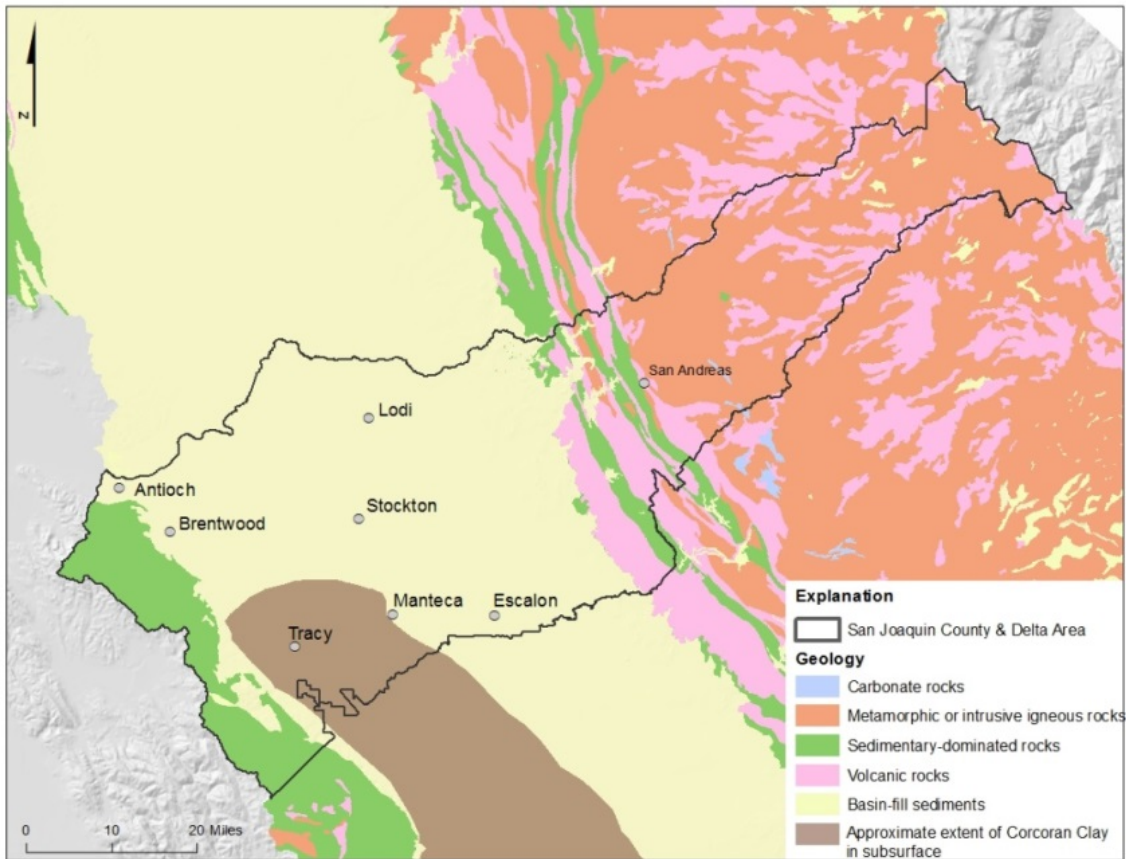 N
San Andreas
Lodi
Antioch
Stockton
Brentwood
Manteca
Escalon
Tracy
0 10 20 Miles
Explanation
San Joaquin County & Delta Area
Geology
Carbonate rocks
Metamorphic or intrusive igneous rocks
Sedimentary-dominated rocks
Volcanic rocks
Basin-fill sediments
Approximate extent of Corcoran Clay
in subsurface